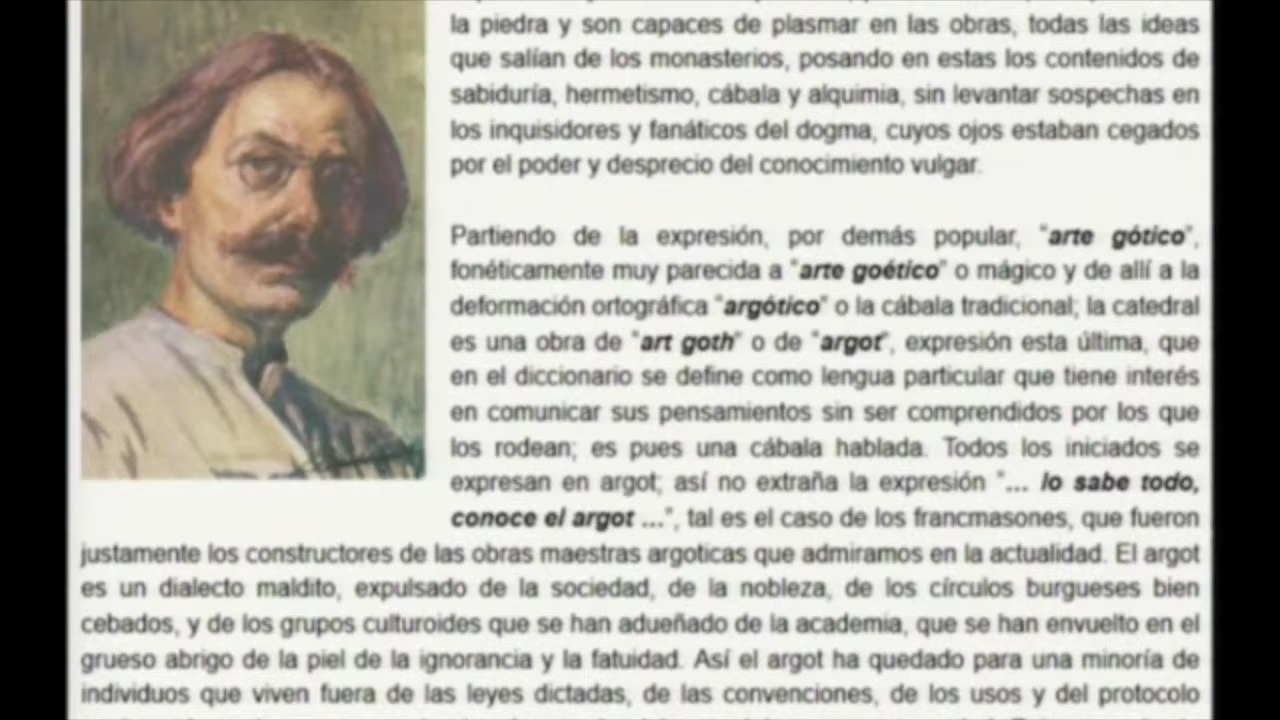 la piedra y son capaces de plasmar en las obras, todas las ideas
que salían de los monasterios, posando en estas los contenidos de
sabiduría, hermetismo, cábala y alquimia, sin levantar sospechas en
los inquisidores y fanáticos del dogma, cuyos ojos estaban cegados
por el poder y desprecio del conocimiento vulgar.
Partiendo de la expresión, por demás popular, "arte gótico",
fonéticamente muy parecida a "arte goético" o mágico y de allí a la
deformación ortográfica "argótico" o la cábala tradicional; la catedral
es una obra de "art goth" o de "argot", expresión esta última, que
en el diccionario se define como lengua particular que tiene interés
en comunicar sus pensamientos sin ser comprendidos por los que
los rodean; es pues una cábala hablada. Todos los iniciados se
expresan en argot; así no extraña la expresión "... lo sabe todo,
conoce el argot ...", tal es el caso de los francmasones, que fueron
justamente los constructores de las obras maestras argoticas que admiramos en la actualidad. El argot
es un dialecto maldito, expulsado de la sociedad, de la nobleza, de los círculos burgueses bien
cebados, y de los grupos culturoides que se han adueñado de la academia, que se han envuelto en el
grueso abrigo de la piel de la ignorancia y la fatuidad. Así el argot ha quedado para una minoría de
individuos que viven fuera de las leyes dictadas, de las convenciones, de los usos y del protocolo